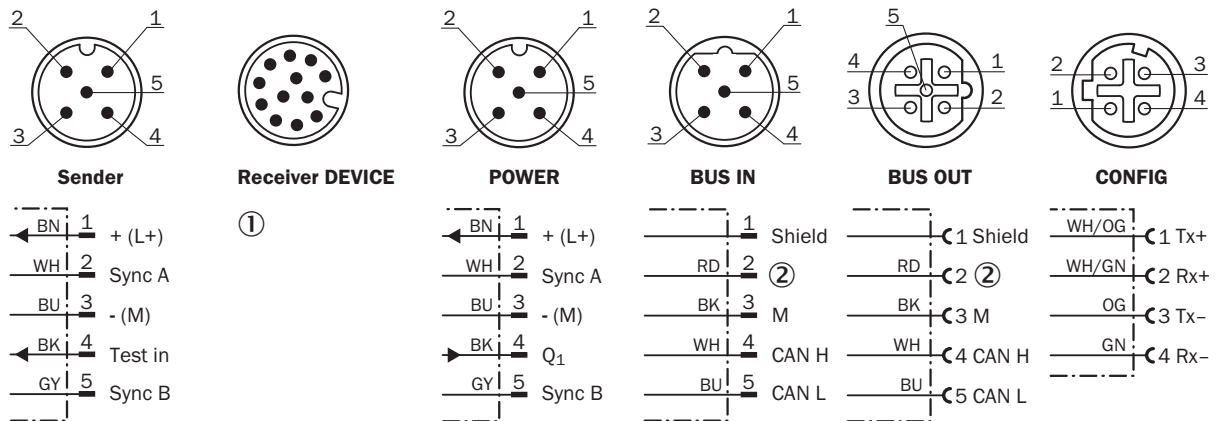 2 1 5 3 4
2 1 5 3 4
2 1 5 3 4
5 4 1 3 2
2 3 1 4
Sender
Receiver DEVICE
POWER
BUS IN
BUS OUT
CONFIG
BN 1 + (L+)
WH 2 Sync A
BU 3 - (M)
BK 4 Test in
GY 5 Sync B
①
BN 1 + (L+)
WH 2 Sync A
BU 3 - (M)
BK 4 Q1
GY 5 Sync B
1 Shield
RD 2 ②
BK 3 M
WH 4 CAN H
BU 5 CAN L
1 Shield
RD 2 ②
BK 3 M
WH 4 CAN H
BU 5 CAN L
WH/OG 1 Tx+
WH/GN 2 Rx+
OG 3 Tx–
GN 4 Rx–